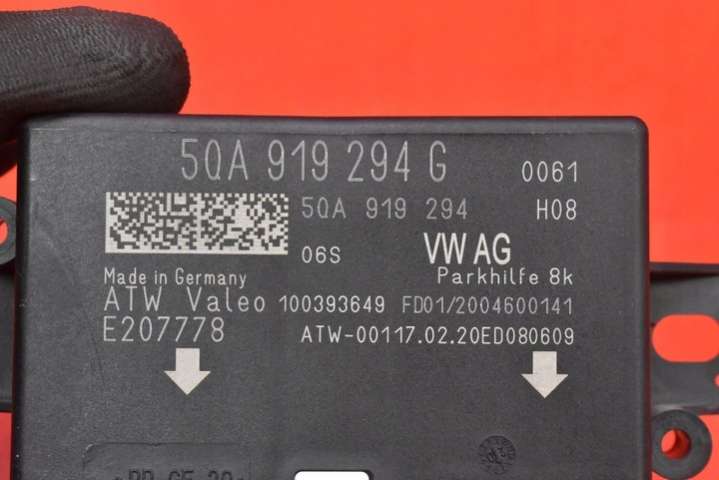 5QA 919 294 G 0061
5QA 919 294 H08
06S VW AG
Made in Germany Parkhilfe 8k
ATW Valeo 100393649 FD01/2004600141
E207778 ATW-00117.02.20ED080609